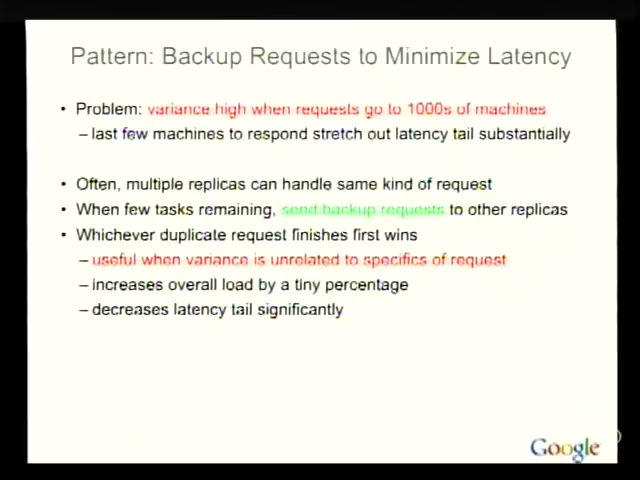 Pattern: Backup Requests to Minimize Latency
• Problem: variance high when requests go to 1000s of machines
– last few machines to respond stretch out latency tail substantially
• Often, multiple replicas can handle same kind of request
• When few tasks remaining, send backup requests to other replicas
• Whichever duplicate request finishes first wins
– useful when variance is unrelated to specifics of request
– increases overall load by a tiny percentage
– decreases latency tail significantly
Google